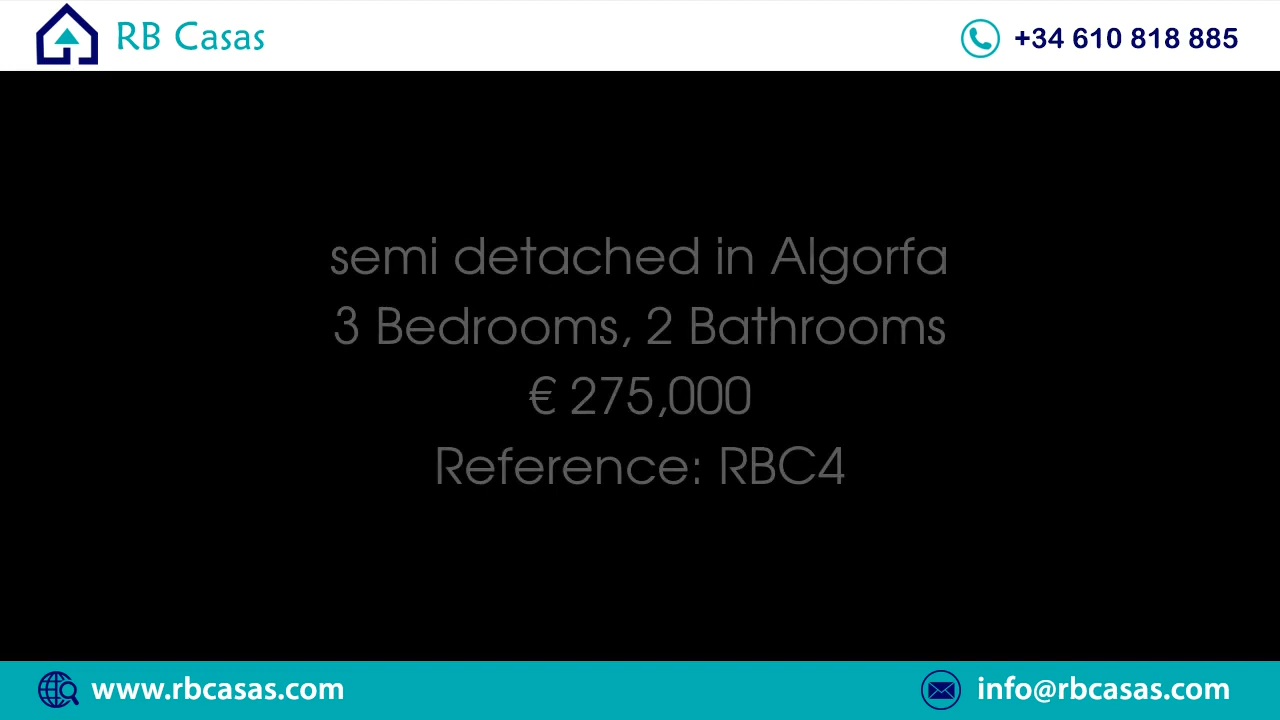 RB Casas
+34 610 818 885
semi detached in Algorfa
3 Bedrooms, 2 Bathrooms
€ 275,000
Reference: RBC4
www.rbcasas.com
info@rbcasas.com